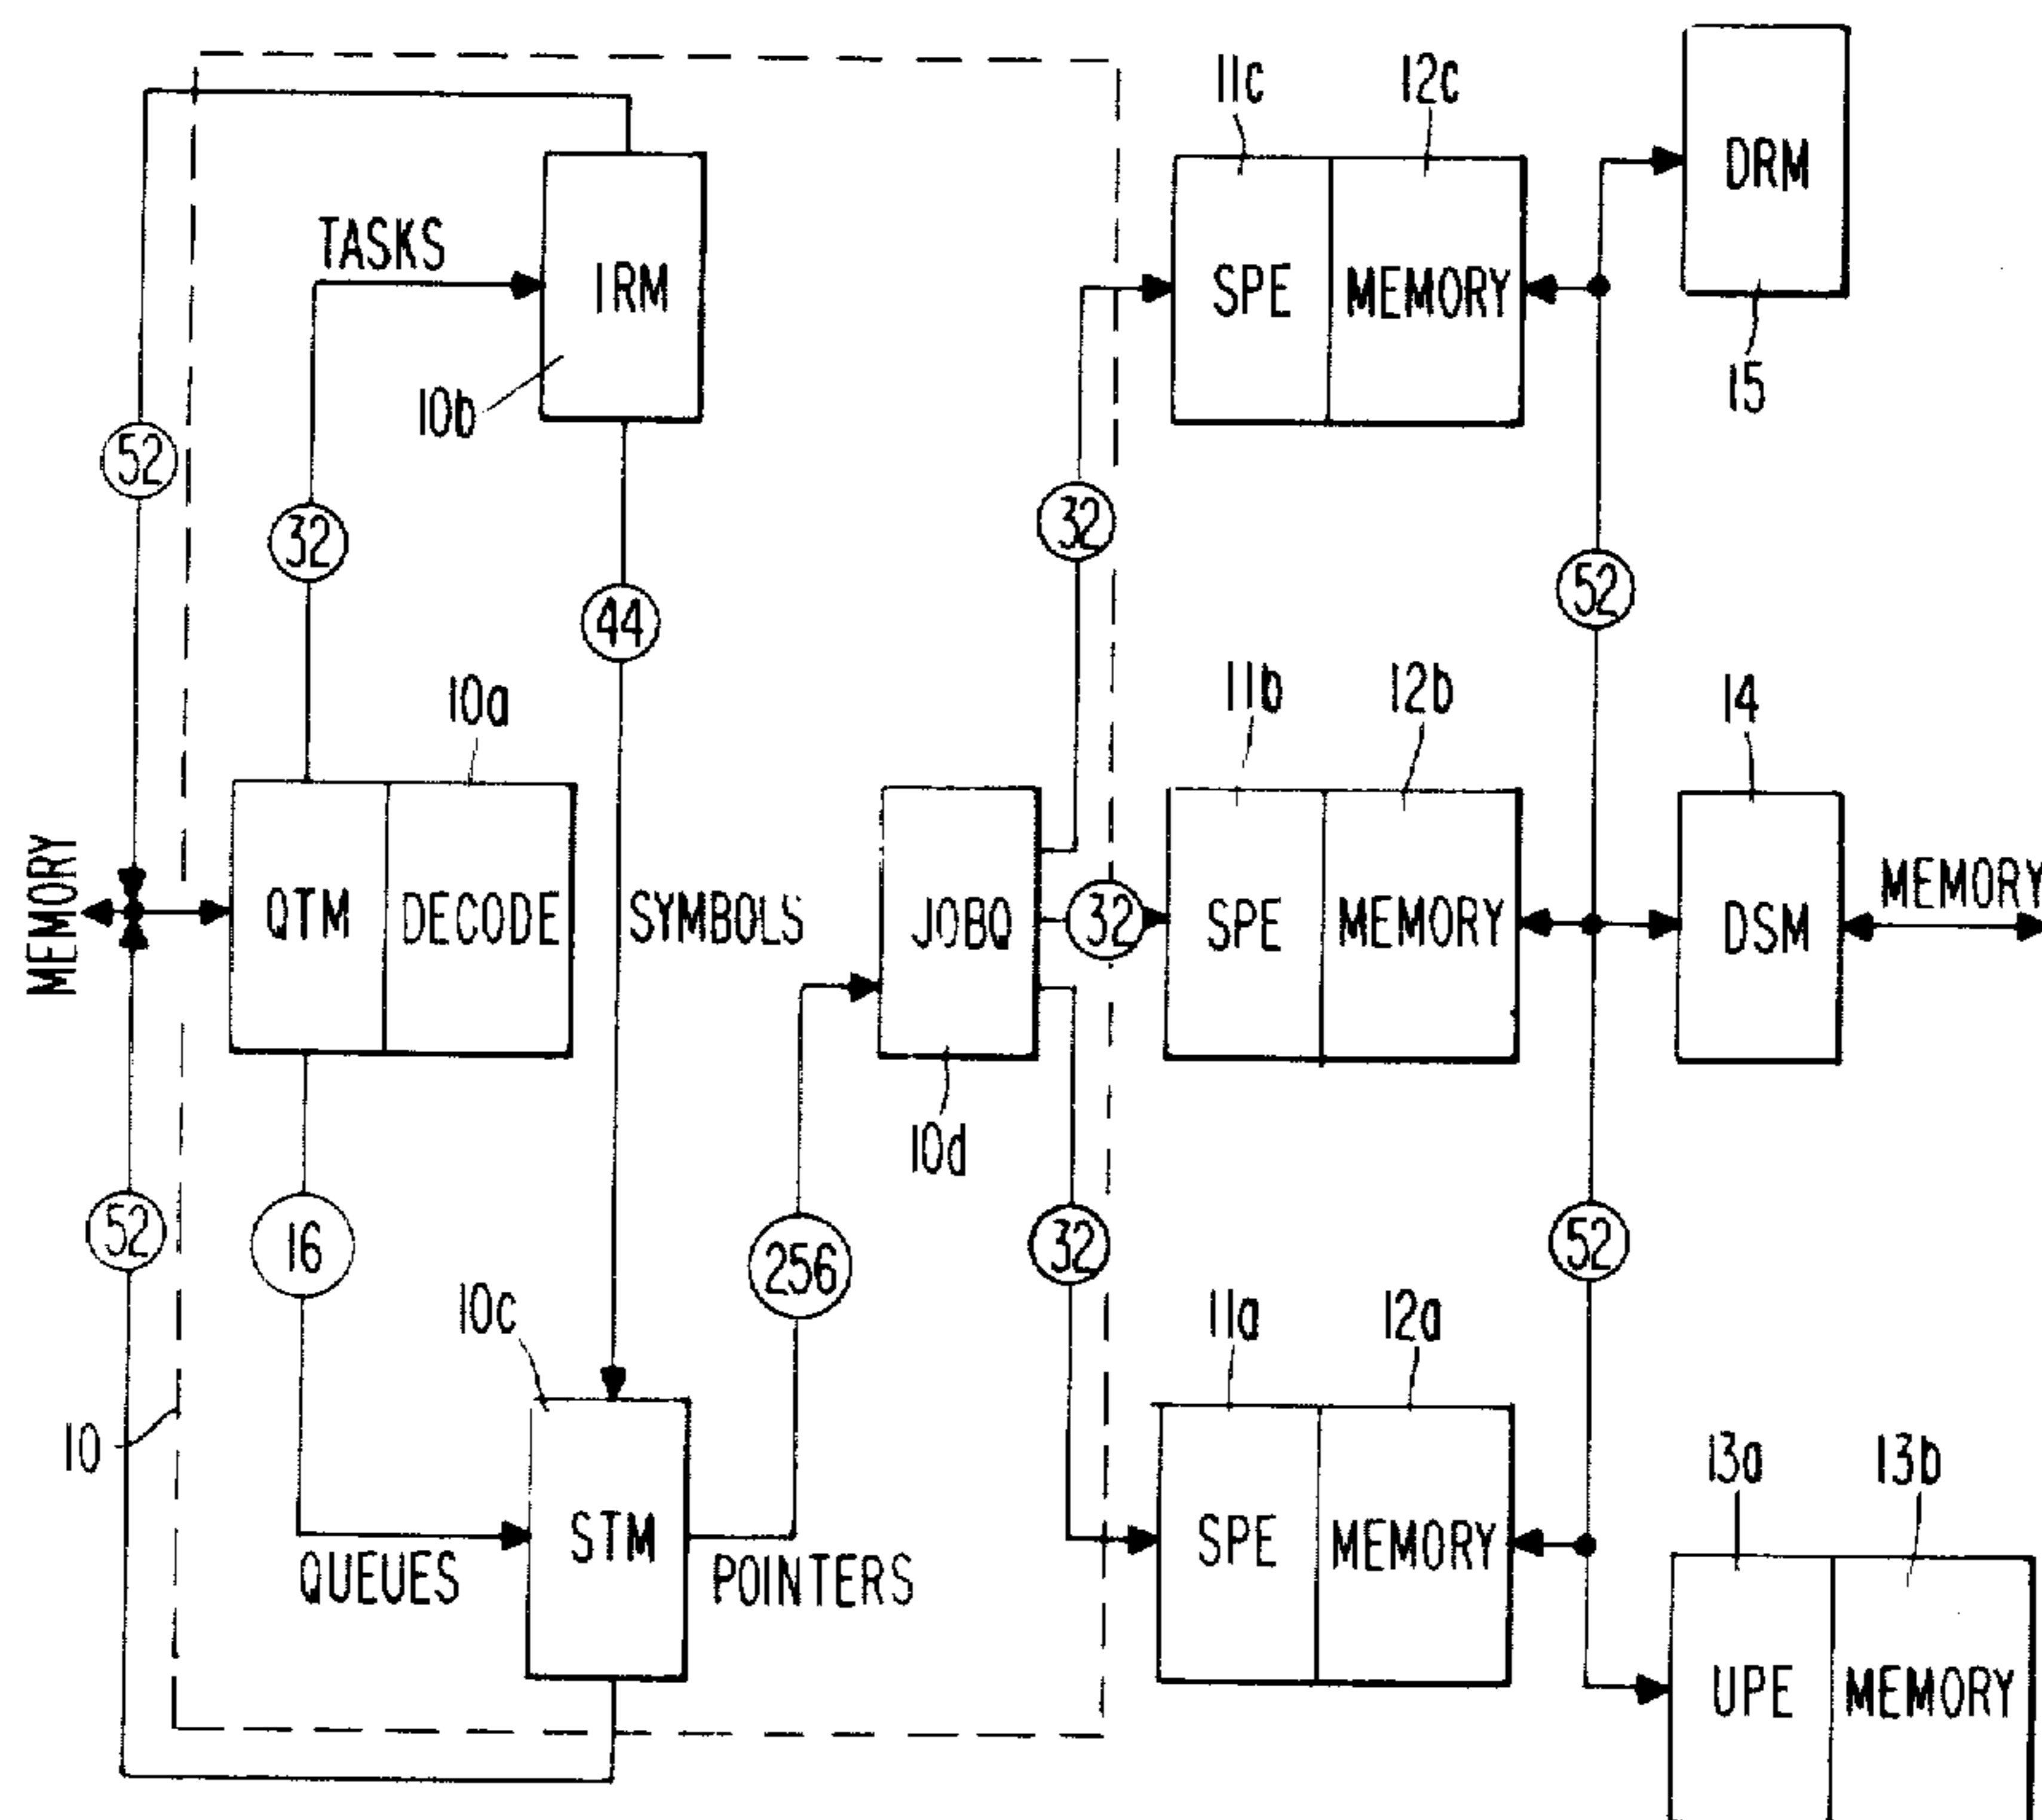 11c
12c
DRM
TASKS
IRM
SPE
MEMORY
15
10b
52
32
32
44
52
10a
11b
12b
14
MEMORY
QTM
DECODE
SYMBOLS
JOBQ
32
SPE
MEMORY
DSM
MEMORY
10d
52
16
256
32
52
10c
11a
12a
10
13a
13b
STM
SPE
MEMORY
QUEUES
POINTERS
UPE
MEMORY